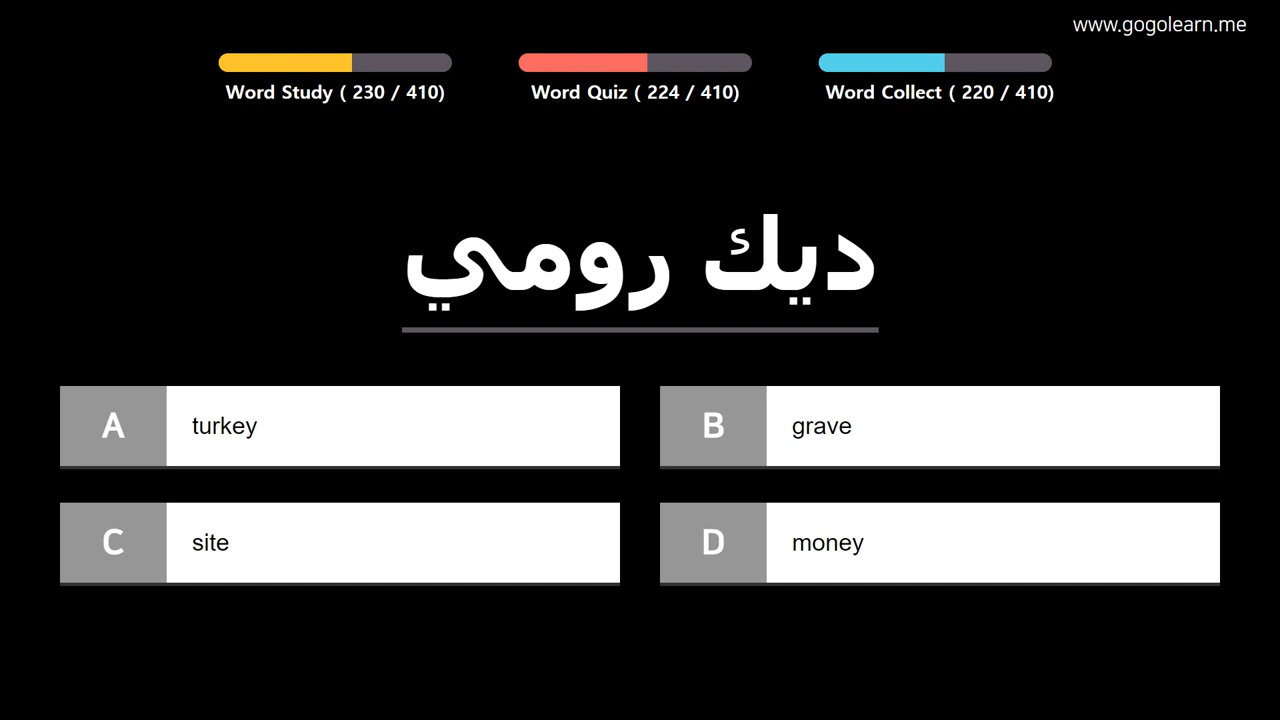 www.gogolearn.me
Word Study ( 230 / 410)
Word Quiz ( 224 / 410)
Word Collect ( 220 / 410)
ديك رومي
A turkey
B grave
C site
D money